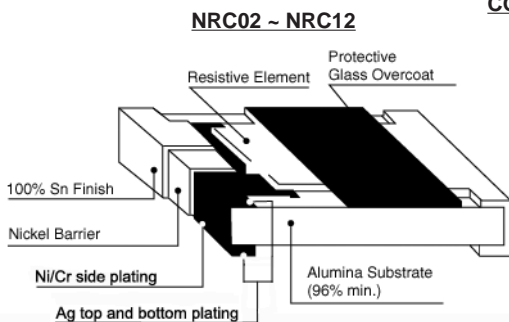 NRC02 ~ NRC12
Protective
Glass Overcoat
Resistive Element
100% Sn Finish
Nickel Barrier
Ni/Cr side plating
Alumina Substrate
(96% min.)
Ag top and bottom plating